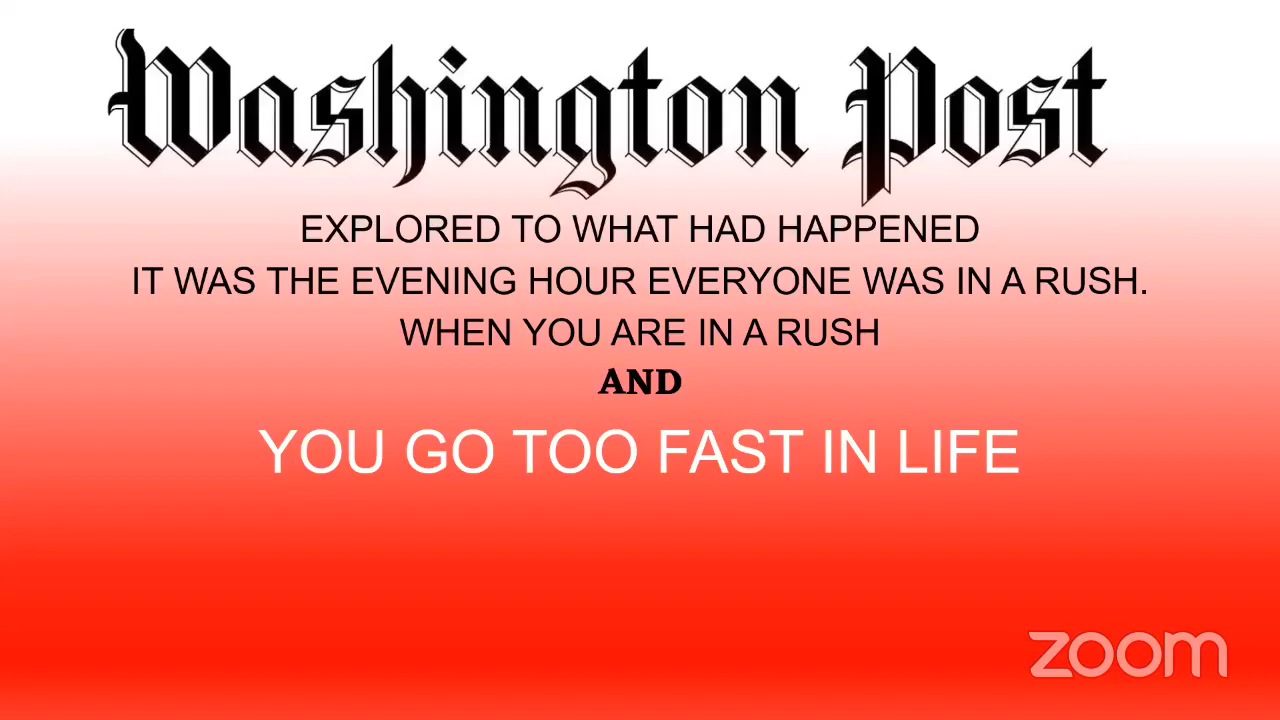 Washington Post
EXPLORED TO WHAT HAD HAPPENED
IT WAS THE EVENING HOUR EVERYONE WAS IN A RUSH.
WHEN YOU ARE IN A RUSH
AND
YOU GO TOO FAST IN LIFE
zoom